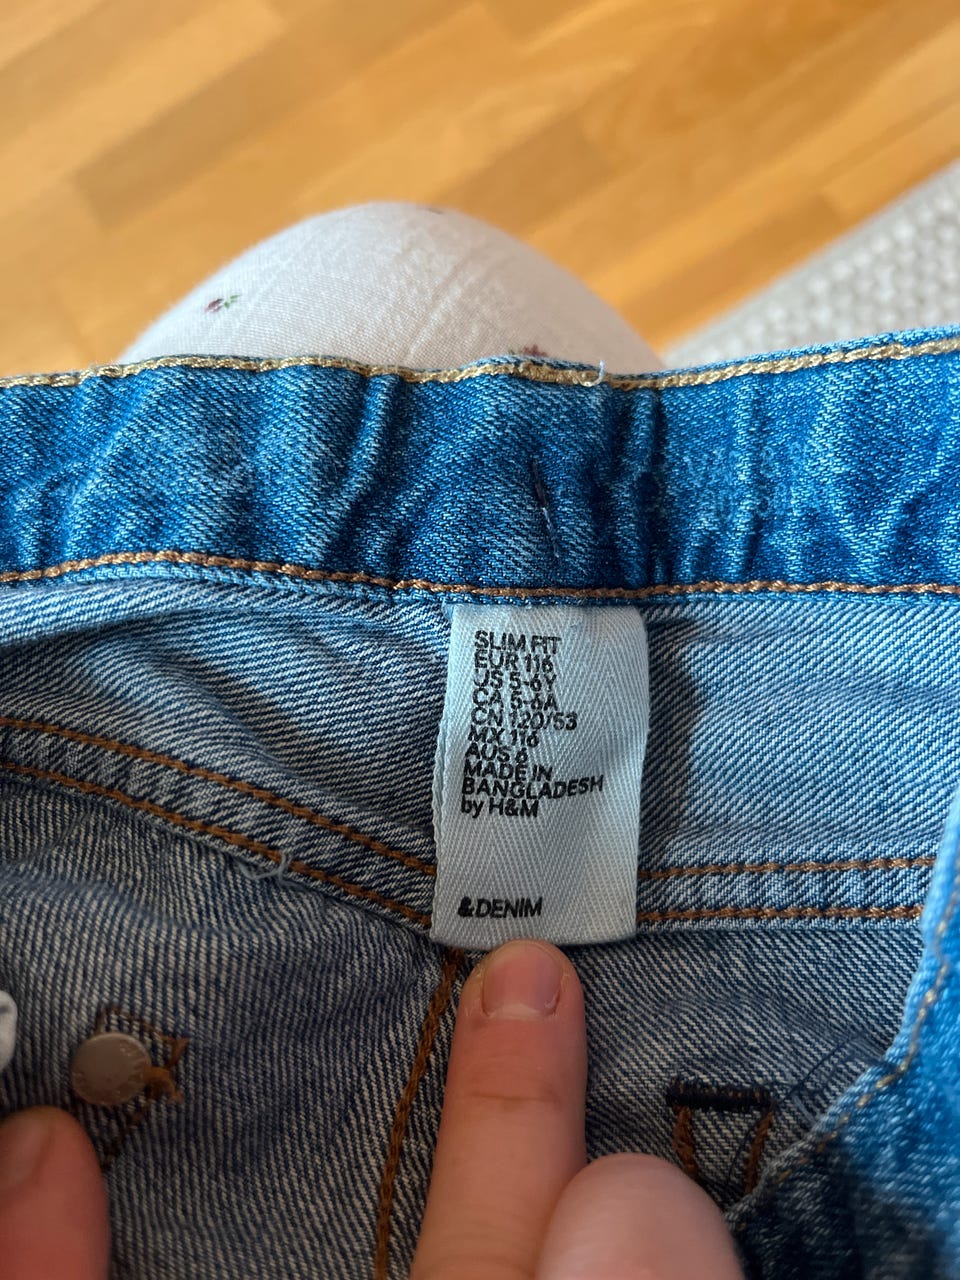 SLIM FIT
EUR 116
US 5-6Y
CA 5-6A
CN 120/53
MX 116
AUS 6
MADE IN
BANGLADESH
by H&M
&DENIM